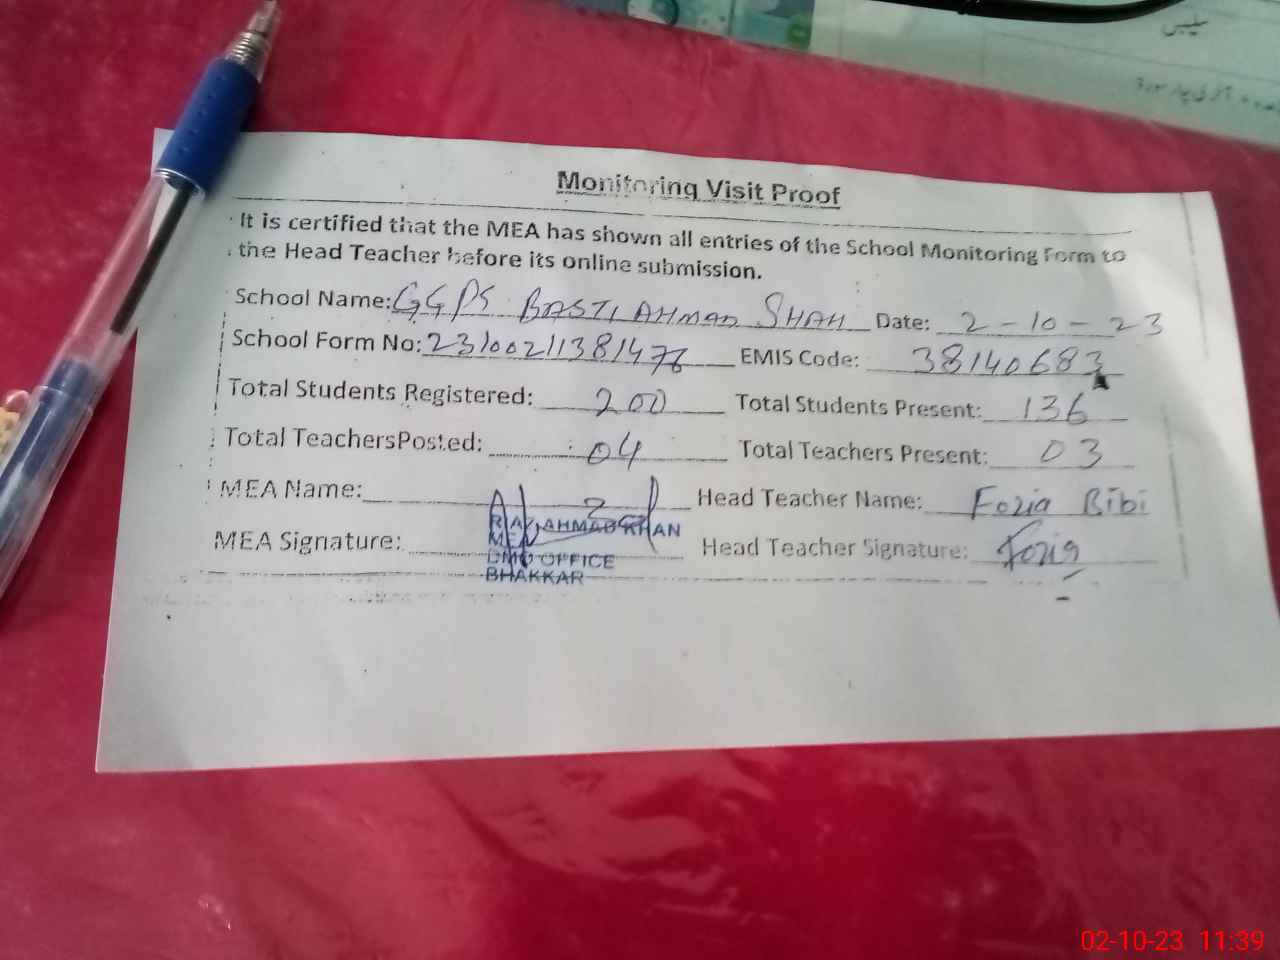 سلیبس
Monitoring Visit Proof
It is certified that the MEA has shown all entries of the School Monitoring Form to
the Head Teacher before its online submission.
School Name: GGPS BASTI AHMAD SHAH Date: 2-10-23
School Form No: 2310021138147 EMIS Code: 38140683
Total Students Registered: 200 Total Students Present: 136
Total Teachers Posted: 04 Total Teachers Present: 03
MEA Name: Head Teacher Name: Fozia Bibi
AHMAD KHAN
MEA
MEA Signature: Head Teacher Signature: Fozia
DMO OFFICE
BHAKKAR
02-10-23 11:39